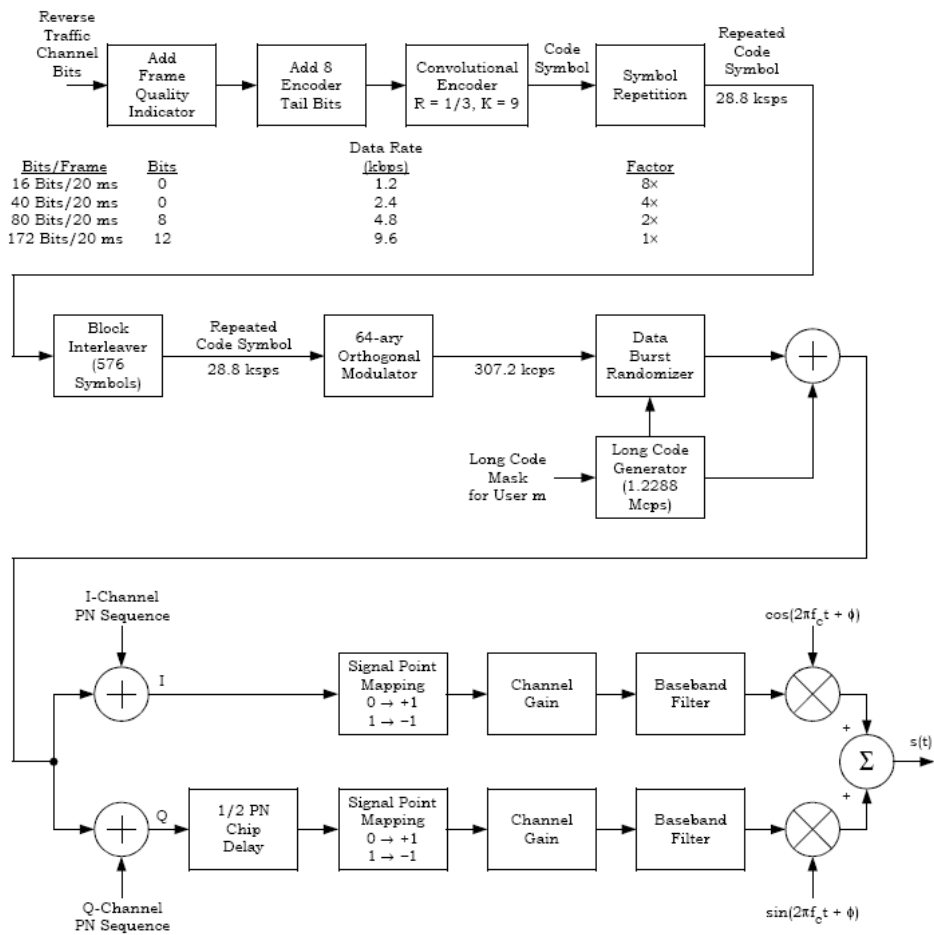 Reverse
Traffic
Channel
Bits
Add
Frame
Quality
Indicator
Add 8
Encoder
Tail Bits
Convolutional
Encoder
R = 1/3, K = 9
Code
Symbol
Symbol
Repetition
Repeated
Code
Symbol
28.8 ksps
Bits/Frame Bits Data Rate (kbps) Factor
16 Bits/20 ms 0 1.2 8×
40 Bits/20 ms 0 2.4 4×
80 Bits/20 ms 8 4.8 2×
172 Bits/20 ms 12 9.6 1×
Block
Interleaver
(576
Symbols)
Repeated
Code Symbol
28.8 ksps
64-ary
Orthogonal
Modulator
307.2 kcps
Data
Burst
Randomizer
+
Long Code
Mask
for User m
Long Code
Generator
(1.2288
Mcps)
I-Channel
PN Sequence
+
I
Signal Point
Mapping
0 → +1
1 → −1
Channel
Gain
Baseband
Filter
cos(2πf_ct + ϕ)
+
Σ
s(t)
+
+
Q
1/2 PN
Chip
Delay
Signal Point
Mapping
0 → +1
1 → −1
Channel
Gain
Baseband
Filter
Q-Channel
PN Sequence
sin(2πf_ct + ϕ)